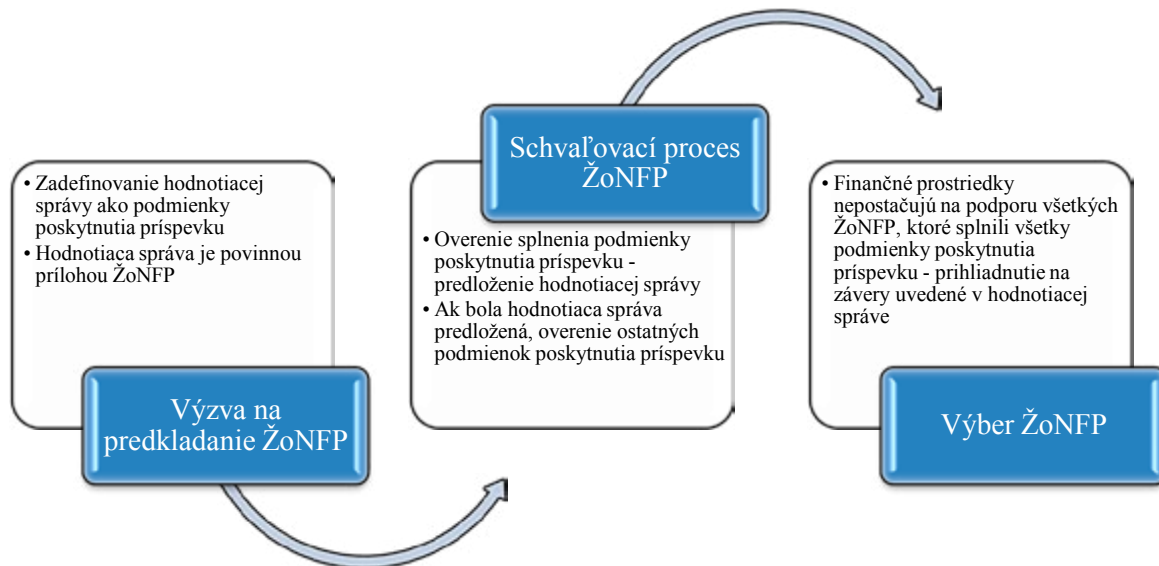 • Zadefinovanie hodnotiacej
správy ako podmienky
poskytnutia príspevku
• Hodnotiaca správa je povinnou
prílohou ŽoNFP
Výzva na
predkladanie ŽoNFP
Schvaľovací proces
ŽoNFP
• Overenie splnenia podmienky
poskytnutia príspevku -
predloženie hodnotiacej správy
• Ak bola hodnotiaca správa
predložená, overenie ostatných
podmienok poskytnutia príspevku
• Finančné prostriedky
nepostačujú na podporu všetkých
ŽoNFP, ktoré splnili všetky
podmienky poskytnutia
príspevku - prihliadnutie na
závery uvedené v hodnotiacej
správe
Výber ŽoNFP